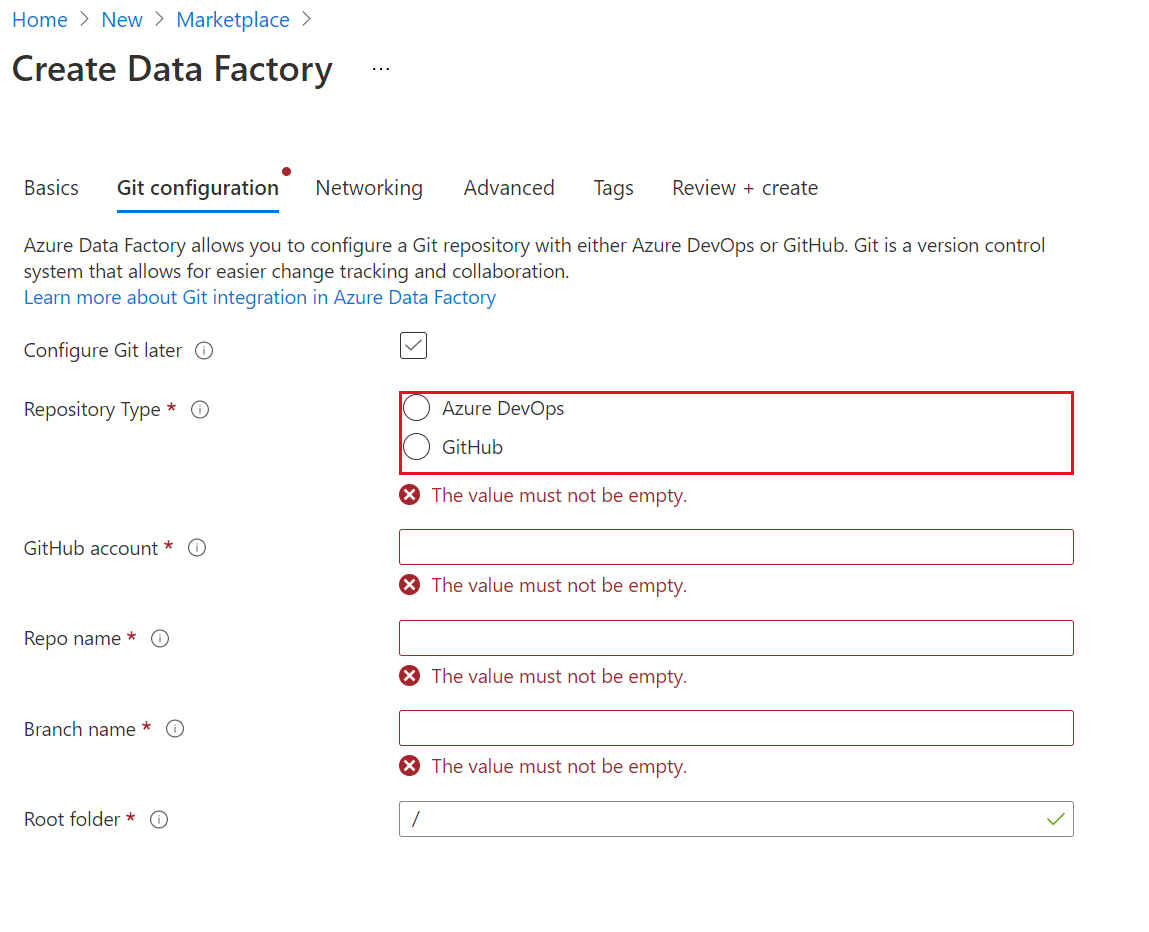 Home > New > Marketplace >
Create Data Factory ...
Basics Git configuration Networking Advanced Tags Review + create
Azure Data Factory allows you to configure a Git repository with either Azure DevOps or GitHub. Git is a version control
system that allows for easier change tracking and collaboration.
Learn more about Git integration in Azure Data Factory
Configure Git later
Repository Type *
Azure DevOps
GitHub
The value must not be empty.
GitHub account *
The value must not be empty.
Repo name *
The value must not be empty.
Branch name *
The value must not be empty.
Root folder * /